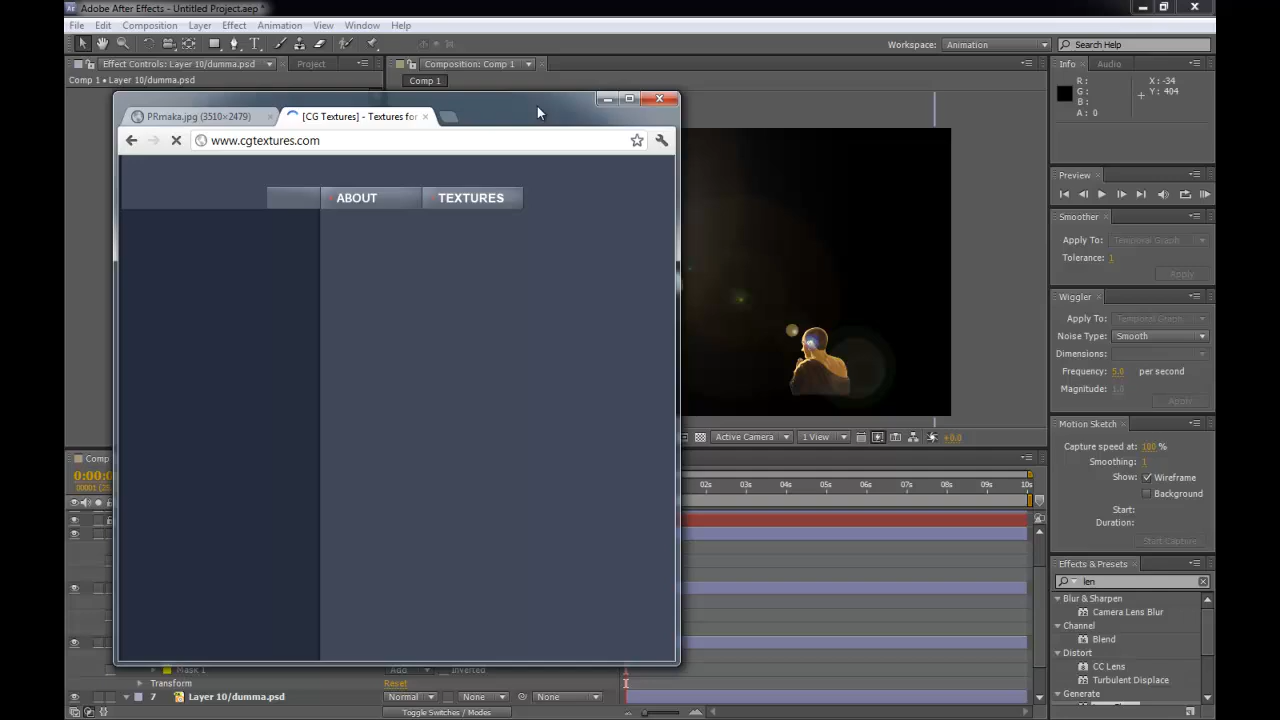 Adobe After Effects - Untitled Project.aep *
File Edit Composition Layer Effect Animation View Window Help
Workspace: Animation
Search Help
Effect Controls: Layer 10/dumma.psd
Project
Composition: Comp 1
Info
Audio
Comp 1 • Layer 10/dumma.psd
Comp 1
R :
G :
B :
A : 0
X : -34
Y : 404
PRmaka.jpg (3510×2479)
[CG Textures] - Textures for
www.cgtextures.com
ABOUT
TEXTURES
Preview
Smoother
Apply To: Temporal Graph
Tolerance: 1
Apply
Wiggler
Apply To: Temporal Graph
Noise Type: Smooth
Dimensions:
Frequency: 5.0 per second
Magnitude: 1.0
Apply
Motion Sketch
Capture speed at: 100 %
Smoothing: 1
Show: Wireframe
Background
Start:
Duration:
Start Capture
Active Camera
1 View
+0.0
Comp
0:00:0
02s 03s 04s 05s 06s 07s 08s 09s 10s
Effects & Presets
len
Blur & Sharpen
Camera Lens Blur
Channel
Blend
Distort
CC Lens
Turbulent Displace
Generate
Mask 1
Add
Inverted
Transform
Reset
7 Layer 10/dumma.psd
Normal
None
None
Toggle Switches / Modes